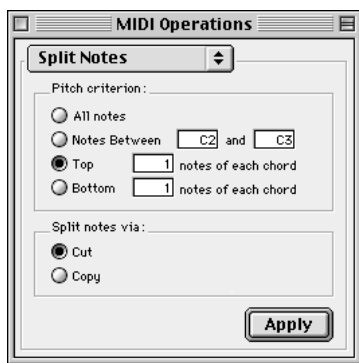 MIDI Operations
Split Notes
Pitch criterion:
All notes
Notes Between C2 and C3
Top 1 notes of each chord
Bottom 1 notes of each chord
Split notes via:
Cut
Copy
Apply